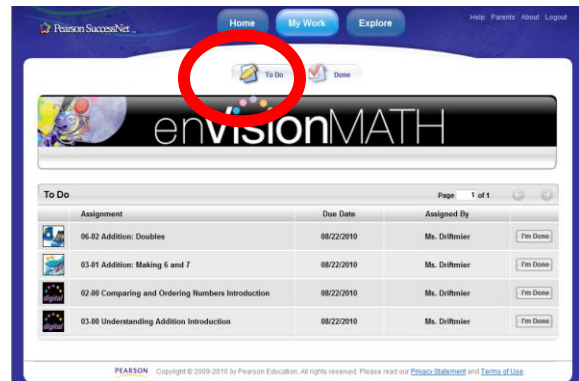 Pearson SuccessNet
Home My Work Explore
Help Parents About Logout
To Do Done
enVisionMATH
To Do Page 1 of 1
Assignment Due Date Assigned By
06-02 Addition: Doubles 08/22/2010 Ms. Driftmier I'm Done
03-01 Addition: Making 6 and 7 08/22/2010 Ms. Driftmier I'm Done
digital 02-00 Comparing and Ordering Numbers Introduction 08/22/2010 Ms. Driftmier I'm Done
digital 03-00 Understanding Addition Introduction 08/22/2010 Ms. Driftmier I'm Done
PEARSON Copyright © 2009-2010 by Pearson Education. All rights reserved. Please read our Privacy Statement and Terms of Use.